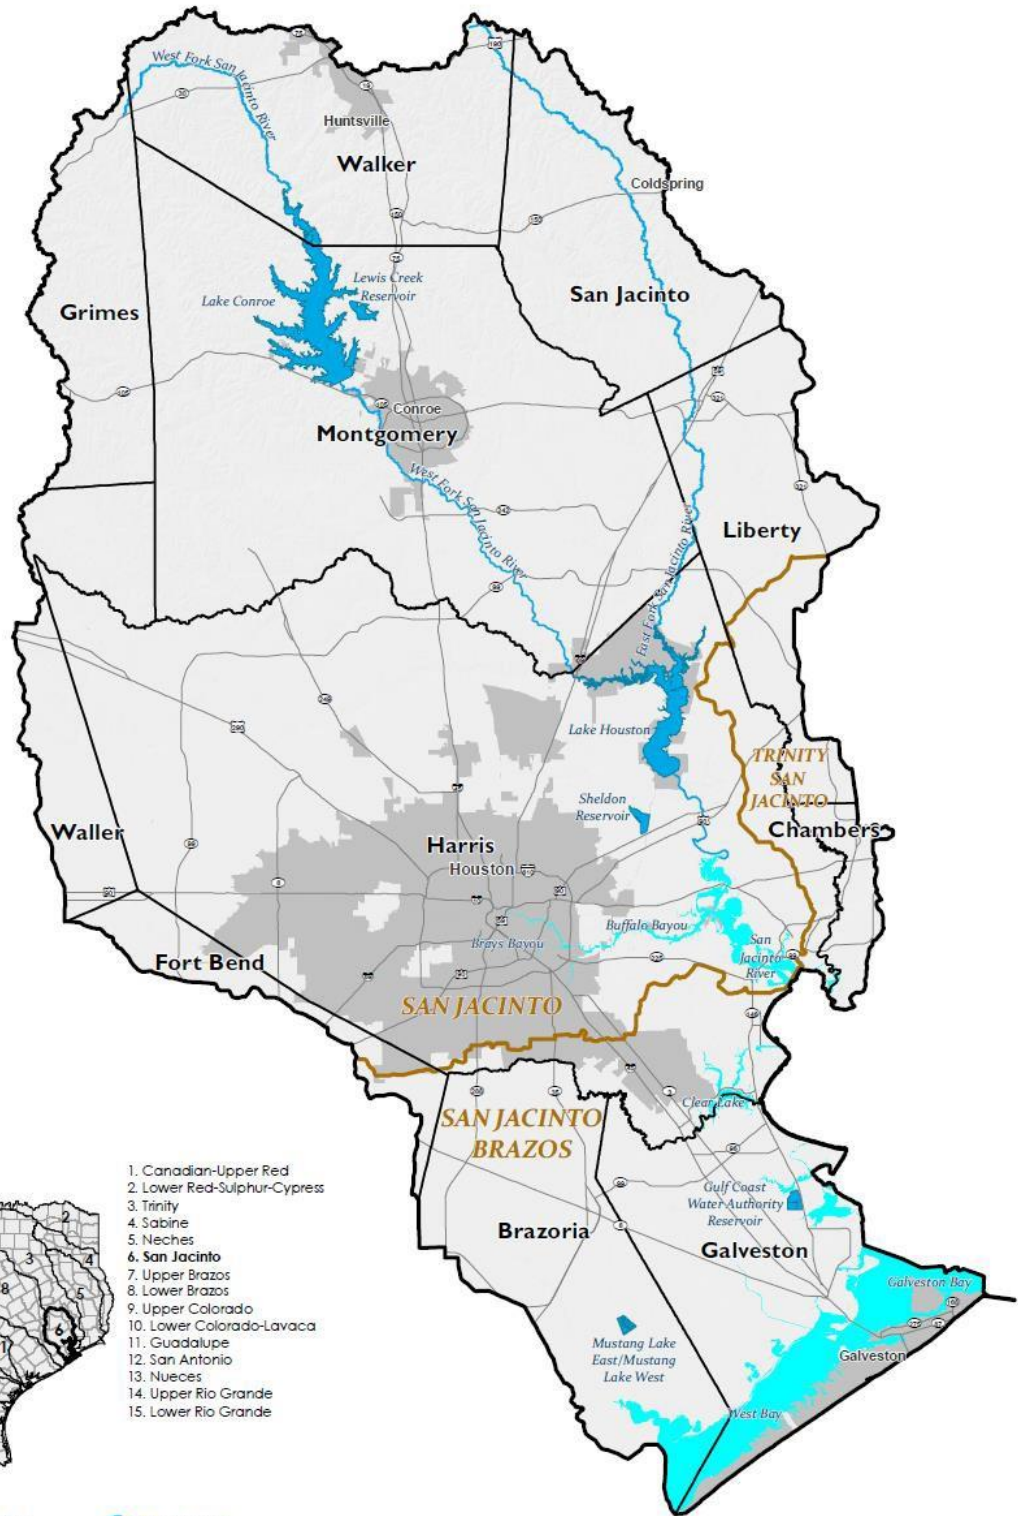 West Fork San Jacinto River
Huntsville
Walker
Coldspring
Grimes
Lake Conroe
Lewis Creek
Reservoir
San Jacinto
Conroe
Montgomery
West Fork San Jacinto River
East Fork San Jacinto River
Liberty
Lake Houston
TRINITY
SAN
JACINTO
Sheldon
Reservoir
Waller
Harris
Chambers
Houston
Buffalo Bayou
Brays Bayou
San
Jacinto
River
Fort Bend
SAN JACINTO
Clear Lake
SAN JACINTO
BRAZOS
Gulf Coast
Water Authority
Reservoir
Brazoria
Galveston
Galveston Bay
Mustang Lake
East/Mustang
Lake West
Galveston
West Bay
1. Canadian-Upper Red
2. Lower Red-Sulphur-Cypress
3. Trinity
4. Sabine
5. Neches
6. San Jacinto
7. Upper Brazos
8. Lower Brazos
9. Upper Colorado
10. Lower Colorado-Lavaca
11. Guadalupe
12. San Antonio
13. Nueces
14. Upper Rio Grande
15. Lower Rio Grande
2
3
4
8
5
6